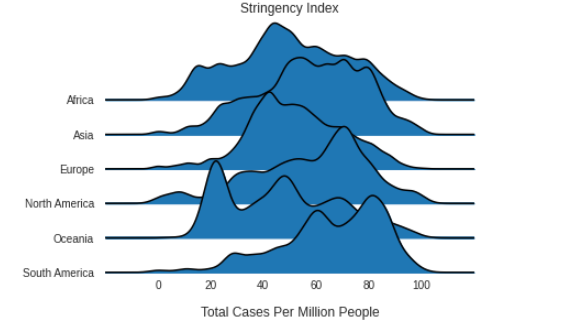 Stringency Index
Africa
Asia
Europe
North America
Oceania
South America
0 20 40 60 80 100
Total Cases Per Million People